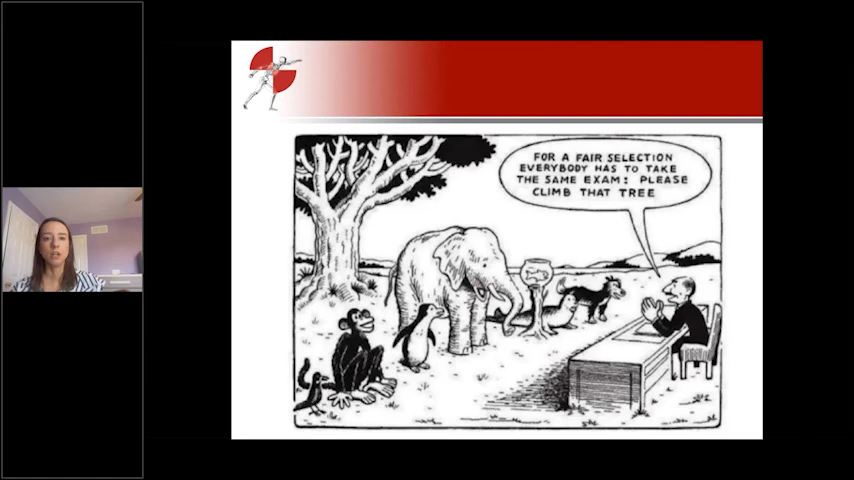 FOR A FAIR SELECTION
EVERYBODY HAS TO TAKE
THE SAME EXAM: PLEASE
CLIMB THAT TREE